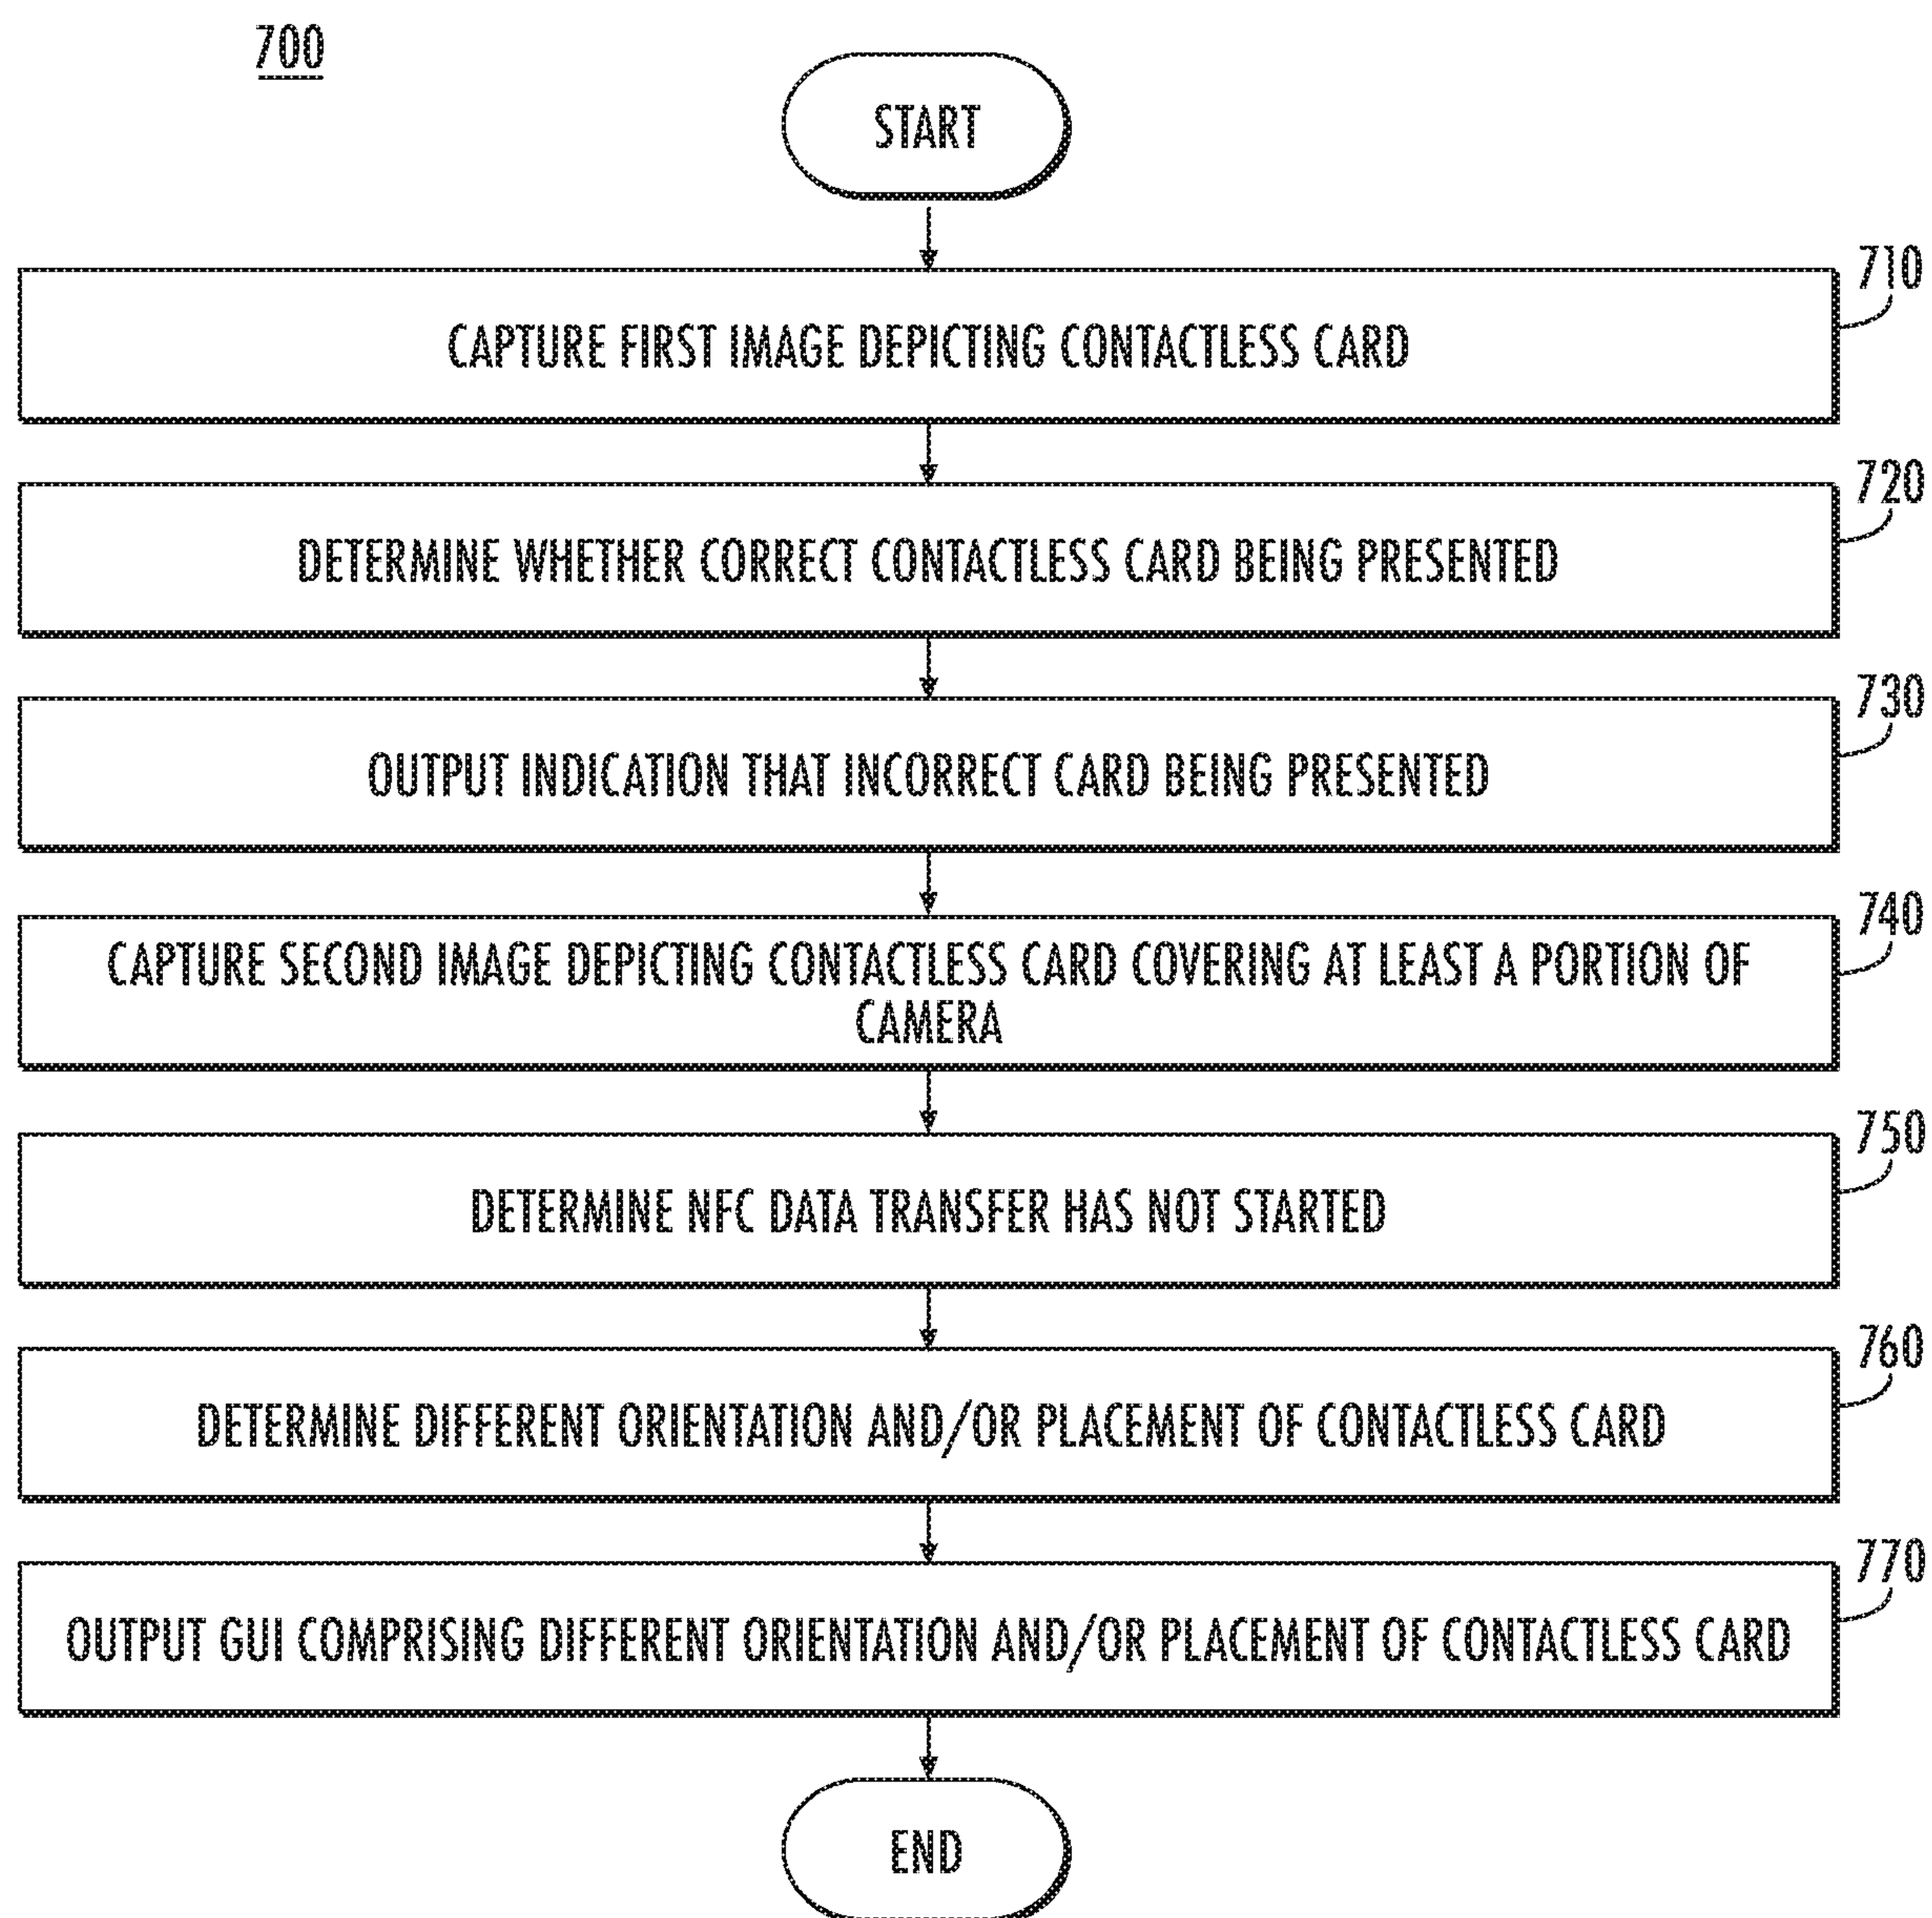 700
START
710
CAPTURE FIRST IMAGE DEPICTING CONTACTLESS CARD
720
DETERMINE WHETHER CORRECT CONTACTLESS CARD BEING PRESENTED
730
OUTPUT INDICATION THAT INCORRECT CARD BEING PRESENTED
740
CAPTURE SECOND IMAGE DEPICTING CONTACTLESS CARD COVERING AT LEAST A PORTION OF
CAMERA
750
DETERMINE NFC DATA TRANSFER HAS NOT STARTED
760
DETERMINE DIFFERENT ORIENTATION AND/OR PLACEMENT OF CONTACTLESS CARD
770
OUTPUT GUI COMPRISING DIFFERENT ORIENTATION AND/OR PLACEMENT OF CONTACTLESS CARD
END